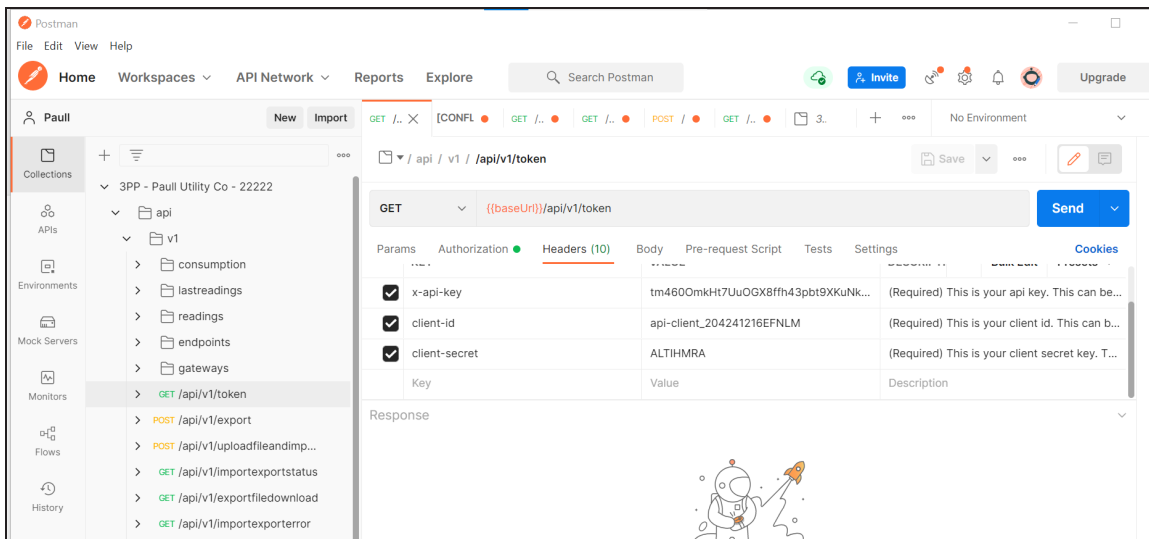 Postman
File Edit View Help
Home Workspaces API Network Reports Explore Search Postman Invite Upgrade
Paull New Import GET /.. [CONFL GET /.. GET /.. POST / GET /.. 3.. No Environment
Collections
APIs
Environments
Mock Servers
Monitors
Flows
History
3PP - Paull Utility Co - 22222
api
v1
consumption
lastreadings
readings
endpoints
gateways
GET /api/v1/token
POST /api/v1/export
POST /api/v1/uploadfileandimp...
GET /api/v1/importexportstatus
GET /api/v1/exportfiledownload
GET /api/v1/importexporterror
/ api / v1 / /api/v1/token Save
GET {{baseUrl}}/api/v1/token Send
Params Authorization Headers (10) Body Pre-request Script Tests Settings Cookies
x-api-key tm460OmkHt7UuOGX8ffh43pbt9XKuNk... (Required) This is your api key. This can be...
client-id api-client_204241216EFNLM (Required) This is your client id. This can b...
client-secret ALTIHMRA (Required) This is your client secret key. T...
Key Value Description
Response